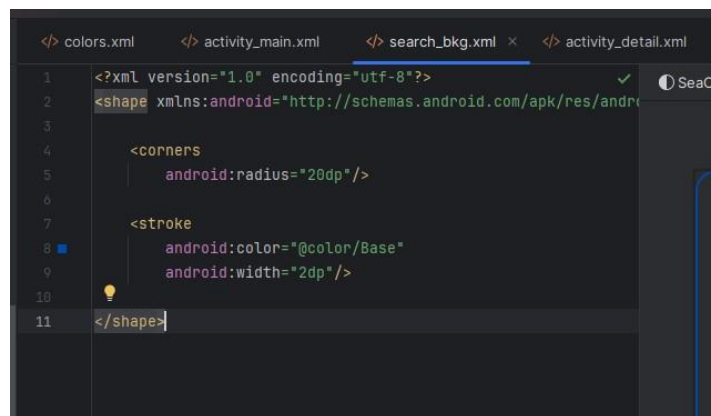 colors.xml activity_main.xml search_bkg.xml × activity_detail.xml
1 <?xml version="1.0" encoding="utf-8"?>
2 <shape xmlns:android="http://schemas.android.com/apk/res/andro
3
4 <corners
5 android:radius="20dp"/>
6
7 <stroke
8 android:color="@color/Base"
9 android:width="2dp"/>
10
11 </shape>